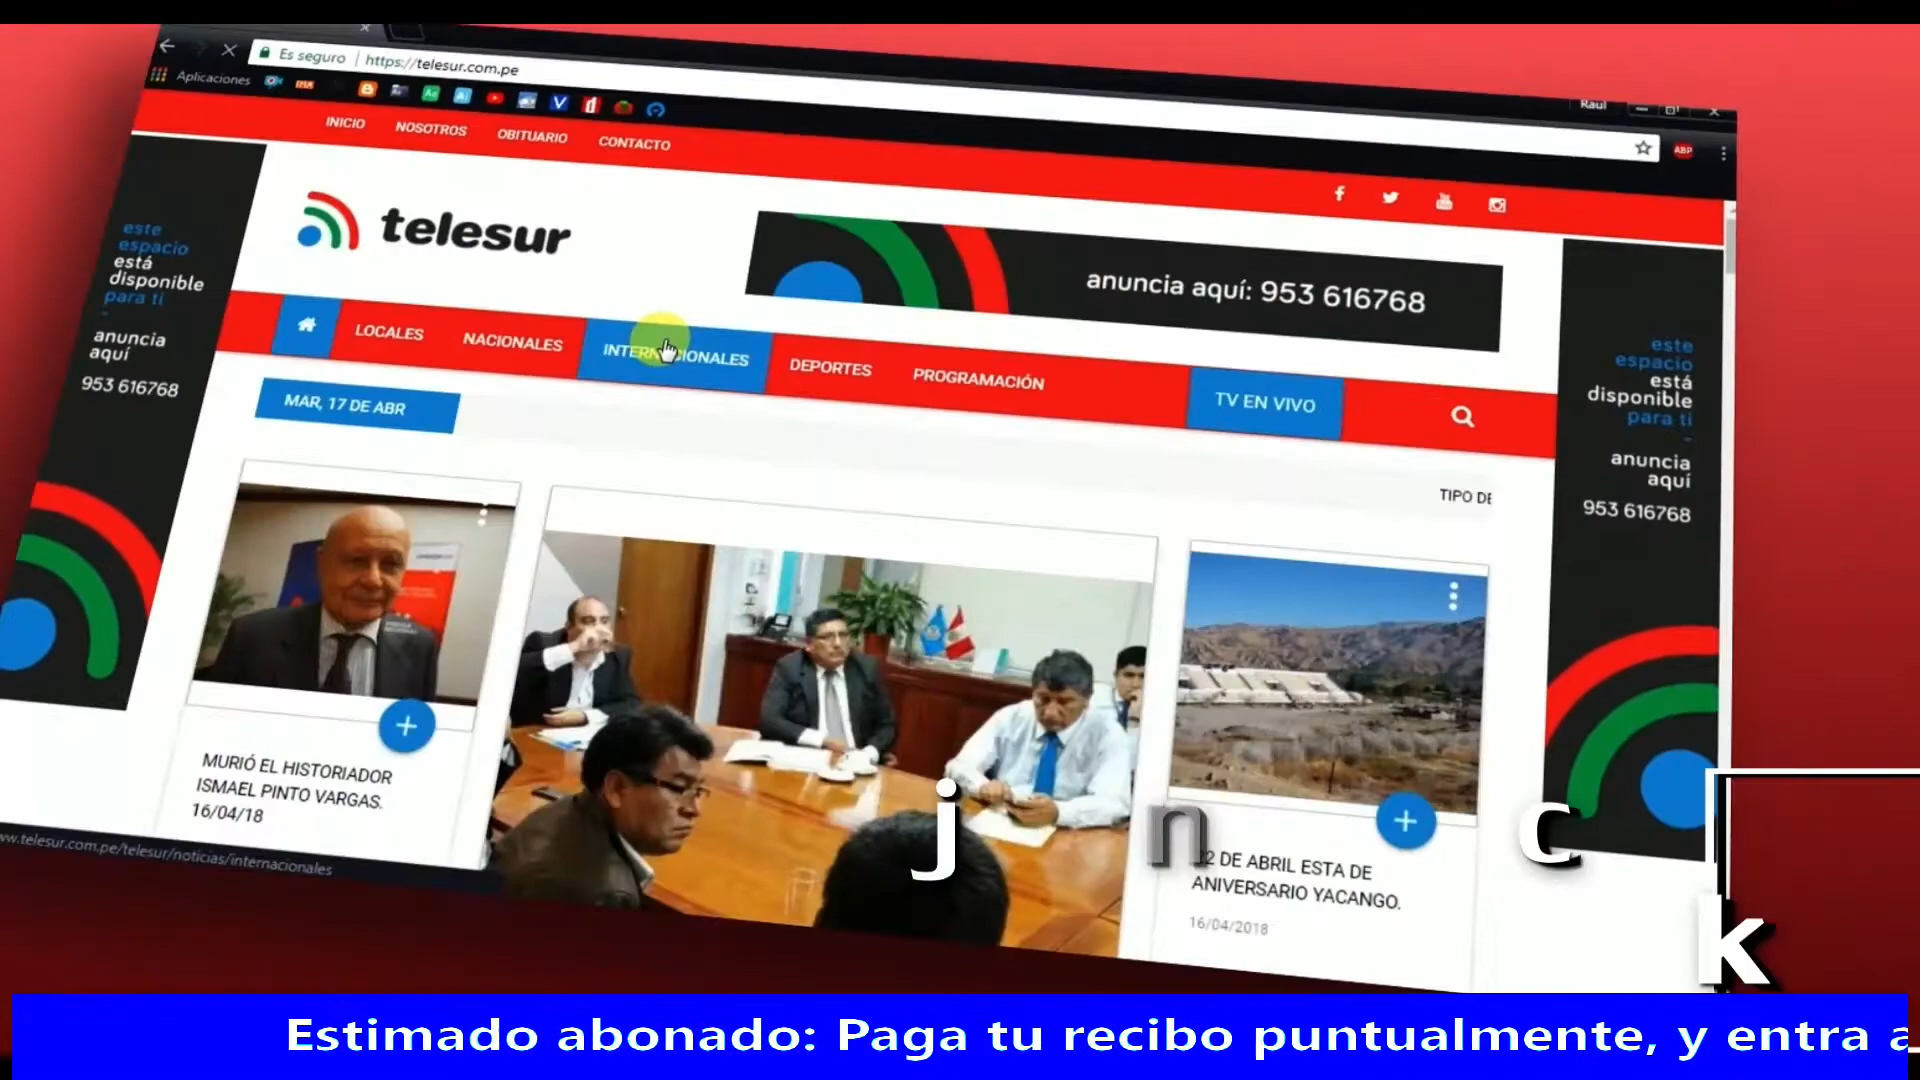 Es seguro | https://telesur.com.pe
Aplicaciones
Raul
ABP
INICIO NOSOTROS OBITUARIO CONTACTO
telesur
anuncia aquí: 953 616768
este
espacio
está
disponible
para ti
-
anuncia
aquí
953 616768
LOCALES NACIONALES INTERNACIONALES DEPORTES PROGRAMACIÓN TV EN VIVO
MAR, 17 DE ABR
TIPO DE
este
espacio
está
disponible
para ti
-
anuncia
aquí
953 616768
MURIÓ EL HISTORIADOR
ISMAEL PINTO VARGAS.
16/04/18
22 DE ABRIL ESTA DE
ANIVERSARIO YACANGO.
16/04/2018
ww.telesur.com.pe/telesur/noticias/internacionales
j n c
k
Estimado abonado: Paga tu recibo puntualmente, y entra a